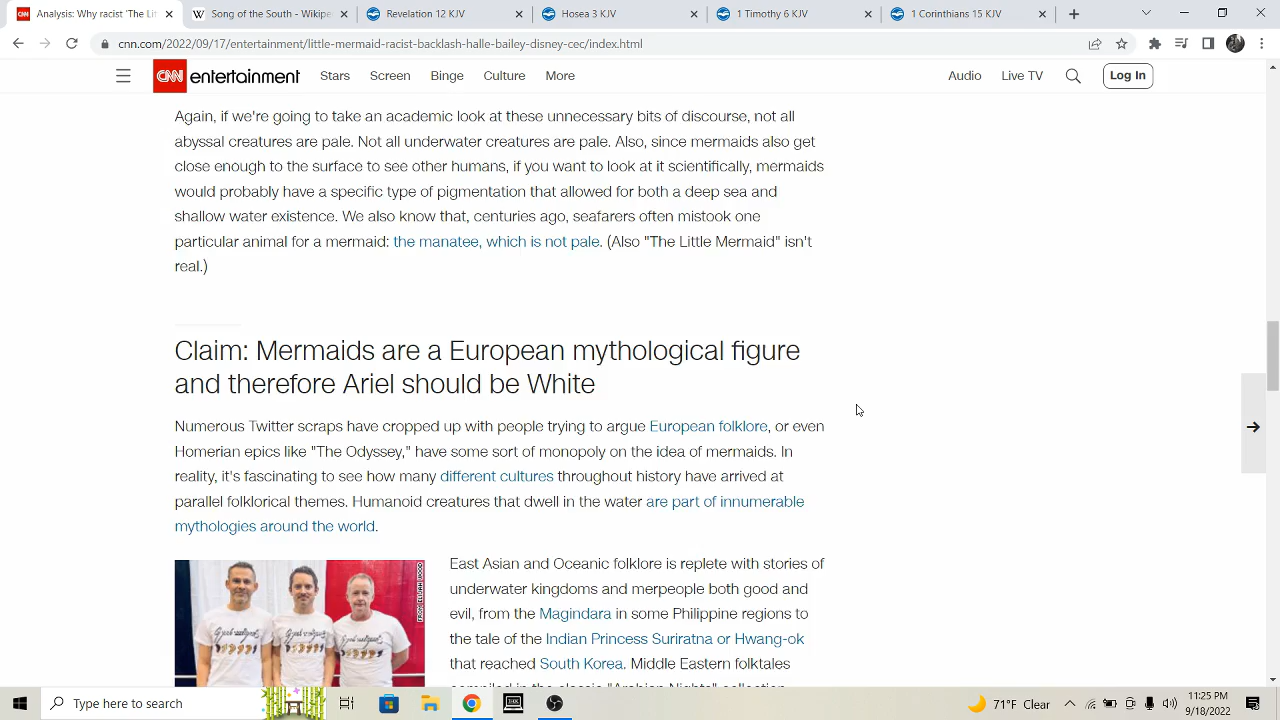 Analysis: Why racist 'The Lit
Song of the South - Wikipe
Revelation 12 KJV
Hosea 3 KJV
1 Timothy 6 KJV
1 Corinthians 15 KJV
cnn.com/2022/09/17/entertainment/little-mermaid-racist-backlash-halle-bailey-disney-cec/index.html
CNN entertainment Stars Screen Binge Culture More Audio Live TV Log In
Again, if we're going to take an academic look at these unnecessary bits of discourse, not all
abyssal creatures are pale. Not all underwater creatures are pale. Also, since mermaids also get
close enough to the surface to see other humans, if you want to look at it scientifically, mermaids
would probably have a specific type of pigmentation that allowed for both a deep sea and
shallow water existence. We also know that, centuries ago, seafarers often mistook one
particular animal for a mermaid: the manatee, which is not pale. (Also "The Little Mermaid" isn't
real.)
Claim: Mermaids are a European mythological figure
and therefore Ariel should be White
Numerous Twitter scraps have cropped up with people trying to argue European folklore, or even
Homerian epics like "The Odyssey," have some sort of monopoly on the idea of mermaids. In
reality, it's fascinating to see how many different cultures throughout history have arrived at
parallel folklorical themes. Humanoid creatures that dwell in the water are part of innumerable
mythologies around the world.
East Asian and Oceanic folklore is replete with stories of
underwater kingdoms and merpeople both good and
evil, from the Magindara in some Philippine regions to
the tale of the Indian Princess Suriratna or Hwang-ok
that reached South Korea. Middle Eastern folktales
Type here to search
71°F Clear
11:25 PM
9/18/2022